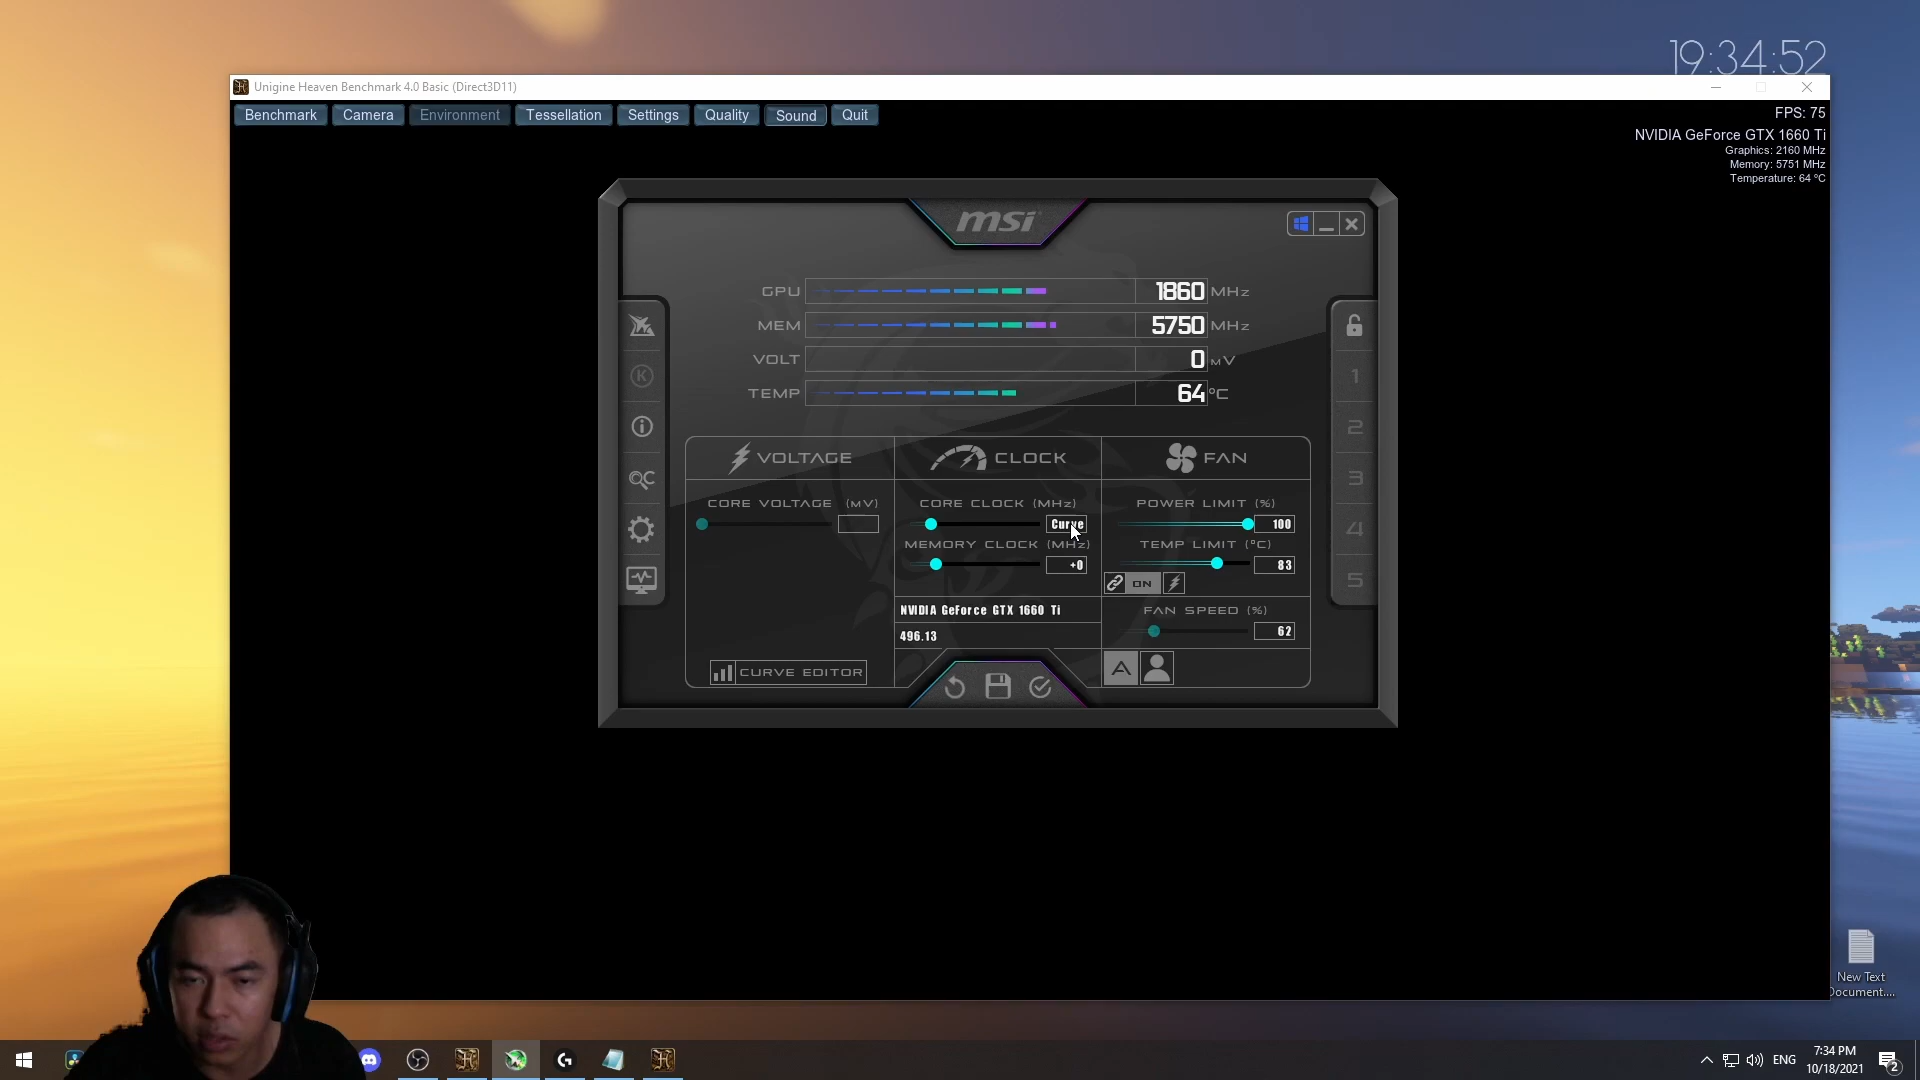 19:34:52
Unigine Heaven Benchmark 4.0 Basic (Direct3D11)
Benchmark Camera Environment Tessellation Settings Quality Sound Quit
FPS: 75
NVIDIA GeForce GTX 1660 Ti
Graphics: 2160 MHz
Memory: 5751 MHz
Temperature: 64 °C
msi
GPU 1860 MHz
MEM 5750 MHz
VOLT 0 MV
TEMP 64 °C
K
OC
1
2
3
4
5
VOLTAGE
CORE VOLTAGE (MV)
CURVE EDITOR
CLOCK
CORE CLOCK (MHz)
Curve
MEMORY CLOCK (MHz)
+0
NVIDIA GeForce GTX 1660 Ti
496.13
FAN
POWER LIMIT (%)
100
TEMP LIMIT (°C)
83
ON
FAN SPEED (%)
62
A
New Text
Document....
ENG
7:34 PM
10/18/2021
2